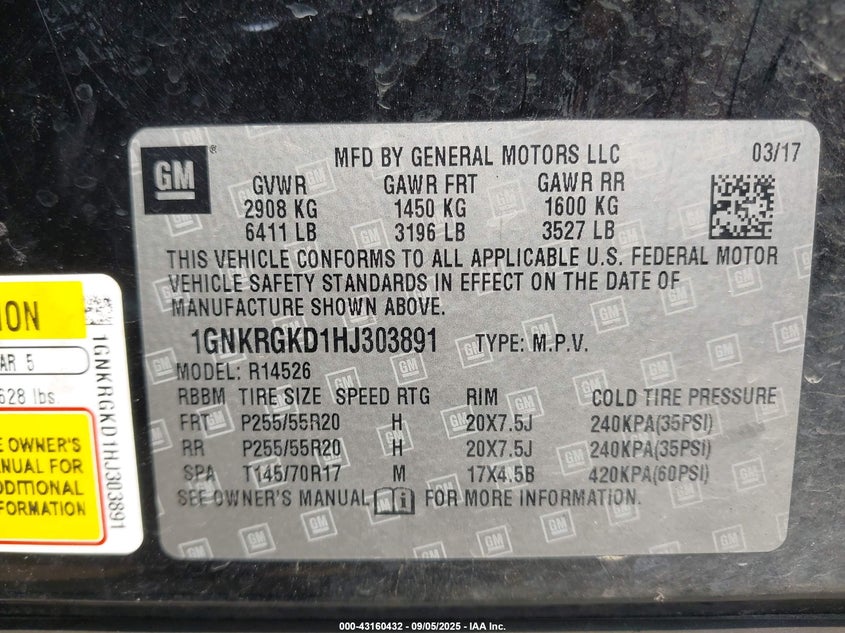 GM
MFD BY GENERAL MOTORS LLC 03/17
GVWR GAWR FRT GAWR RR
2908 KG 1450 KG 1600 KG
6411 LB 3196 LB 3527 LB
THIS VEHICLE CONFORMS TO ALL APPLICABLE U.S. FEDERAL MOTOR
VEHICLE SAFETY STANDARDS IN EFFECT ON THE DATE OF
MANUFACTURE SHOWN ABOVE.
1GNKRGKD1HJ303891 TYPE: M.P.V.
MODEL: R14526
RBBM TIRE SIZE SPEED RTG RIM COLD TIRE PRESSURE
FRT P255/55R20 H 20X7.5J 240KPA(35PSI)
RR P255/55R20 H 20X7.5J 240KPA(35PSI)
SPA T145/70R17 M 17X4.5B 420KPA(60PSI)
SEE OWNER'S MANUAL FOR MORE INFORMATION.
5
628 lbs.
OWNER'S
FOR
INFORMATION
1GNKRGKD1HJ303891
000-43160432 - 09/05/2025 - IAA Inc.